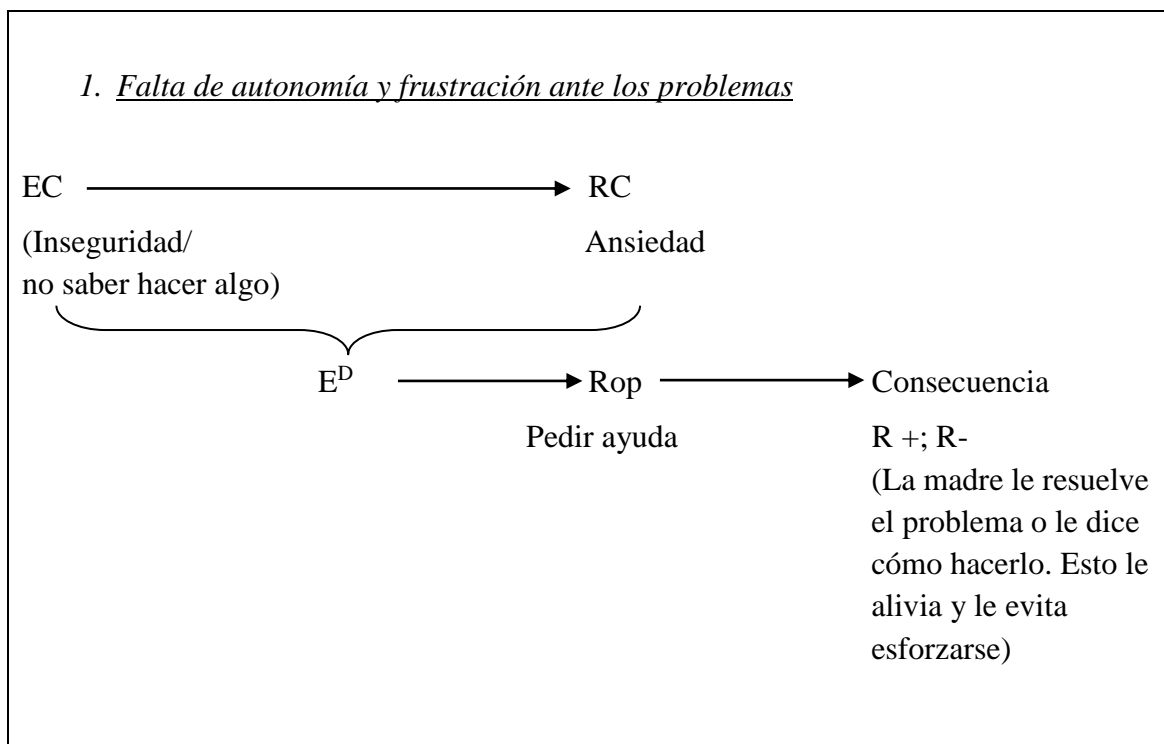 1. Falta de autonomía y frustración ante los problemas
EC RC
(Inseguridad/ Ansiedad
no saber hacer algo)
E^D Rop Consecuencia
Pedir ayuda R +; R-
(La madre le resuelve
el problema o le dice
cómo hacerlo. Esto le
alivia y le evita
esforzarse)